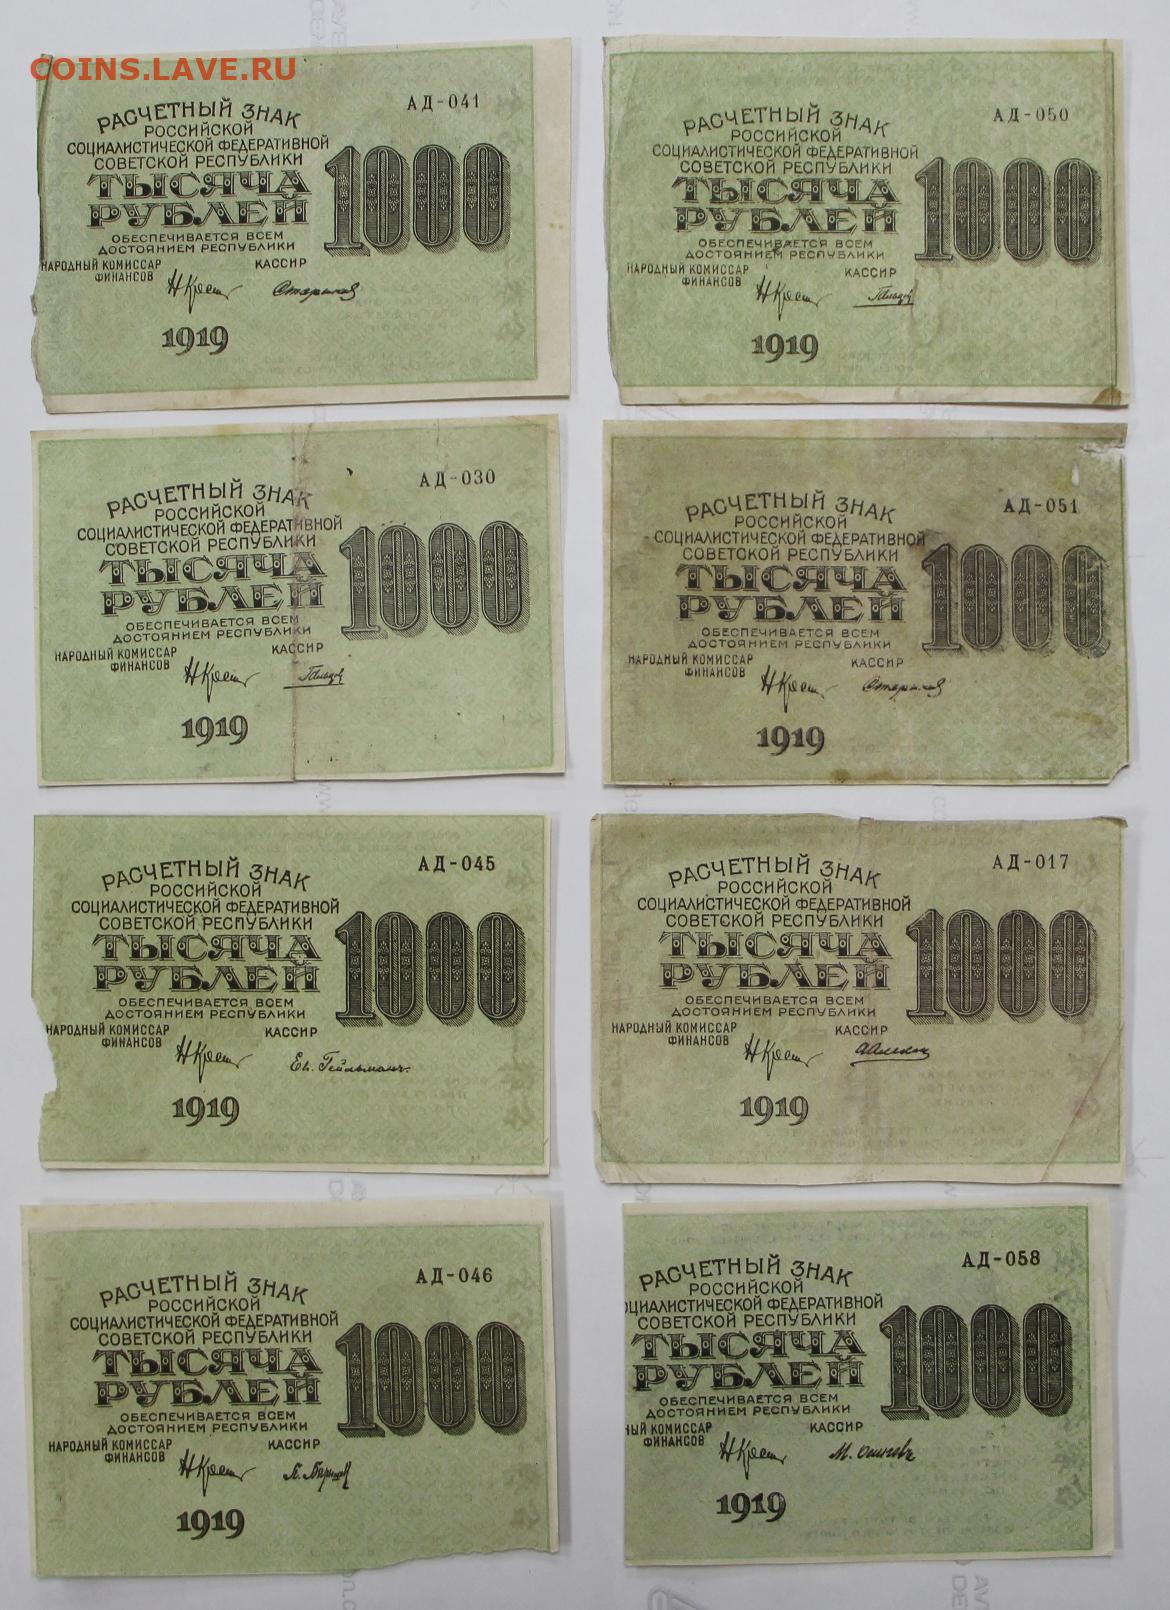 COINS.LAVE.RU
АД-041
РАСЧЕТНЫЙ ЗНАК
РОССИЙСКОЙ
СОЦИАЛИСТИЧЕСКОЙ ФЕДЕРАТИВНОЙ
СОВЕТСКОЙ РЕСПУБЛИКИ
ТЫСЯЧА
РУБЛЕЙ
1000
ОБЕСПЕЧИВАЕТСЯ ВСЕМ
ДОСТОЯНИЕМ РЕСПУБЛИКИ
НАРОДНЫЙ КОМИССАР
ФИНАНСОВ
КАССИР
1919
АД-050
РАСЧЕТНЫЙ ЗНАК
РОССИЙСКОЙ
СОЦИАЛИСТИЧЕСКОЙ ФЕДЕРАТИВНОЙ
СОВЕТСКОЙ РЕСПУБЛИКИ
ТЫСЯЧА
РУБЛЕЙ
1000
ОБЕСПЕЧИВАЕТСЯ ВСЕМ
ДОСТОЯНИЕМ РЕСПУБЛИКИ
НАРОДНЫЙ КОМИССАР
ФИНАНСОВ
КАССИР
1919
АД-030
РАСЧЕТНЫЙ ЗНАК
РОССИЙСКОЙ
СОЦИАЛИСТИЧЕСКОЙ ФЕДЕРАТИВНОЙ
СОВЕТСКОЙ РЕСПУБЛИКИ
ТЫСЯЧА
РУБЛЕЙ
1000
ОБЕСПЕЧИВАЕТСЯ ВСЕМ
ДОСТОЯНИЕМ РЕСПУБЛИКИ
НАРОДНЫЙ КОМИССАР
ФИНАНСОВ
КАССИР
1919
АД-051
РАСЧЕТНЫЙ ЗНАК
РОССИЙСКОЙ
СОЦИАЛИСТИЧЕСКОЙ ФЕДЕРАТИВНОЙ
СОВЕТСКОЙ РЕСПУБЛИКИ
ТЫСЯЧА
РУБЛЕЙ
1000
ОБЕСПЕЧИВАЕТСЯ ВСЕМ
ДОСТОЯНИЕМ РЕСПУБЛИКИ
НАРОДНЫЙ КОМИССАР
ФИНАНСОВ
КАССИР
1919
АД-045
РАСЧЕТНЫЙ ЗНАК
РОССИЙСКОЙ
СОЦИАЛИСТИЧЕСКОЙ ФЕДЕРАТИВНОЙ
СОВЕТСКОЙ РЕСПУБЛИКИ
ТЫСЯЧА
РУБЛЕЙ
1000
ОБЕСПЕЧИВАЕТСЯ ВСЕМ
ДОСТОЯНИЕМ РЕСПУБЛИКИ
НАРОДНЫЙ КОМИССАР
ФИНАНСОВ
КАССИР
Ев. Гейльманъ
1919
АД-017
РАСЧЕТНЫЙ ЗНАК
РОССИЙСКОЙ
СОЦИАЛИСТИЧЕСКОЙ ФЕДЕРАТИВНОЙ
СОВЕТСКОЙ РЕСПУБЛИКИ
ТЫСЯЧА
РУБЛЕЙ
1000
ОБЕСПЕЧИВАЕТСЯ ВСЕМ
ДОСТОЯНИЕМ РЕСПУБЛИКИ
НАРОДНЫЙ КОМИССАР
ФИНАНСОВ
КАССИР
1919
АД-046
РАСЧЕТНЫЙ ЗНАК
РОССИЙСКОЙ
СОЦИАЛИСТИЧЕСКОЙ ФЕДЕРАТИВНОЙ
СОВЕТСКОЙ РЕСПУБЛИКИ
ТЫСЯЧА
РУБЛЕЙ
1000
ОБЕСПЕЧИВАЕТСЯ ВСЕМ
ДОСТОЯНИЕМ РЕСПУБЛИКИ
НАРОДНЫЙ КОМИССАР
ФИНАНСОВ
КАССИР
1919
АД-058
РАСЧЕТНЫЙ ЗНАК
РОССИЙСКОЙ
ОЦИАЛИСТИЧЕСКОЙ ФЕДЕРАТИВНОЙ
СОВЕТСКОЙ РЕСПУБЛИКИ
ТЫСЯЧА
РУБЛЕЙ
1000
ОБЕСПЕЧИВАЕТСЯ ВСЕМ
ДОСТОЯНИЕМ РЕСПУБЛИКИ
НЫЙ КОМИССАР
ФИНАНСОВ
КАССИР
1919